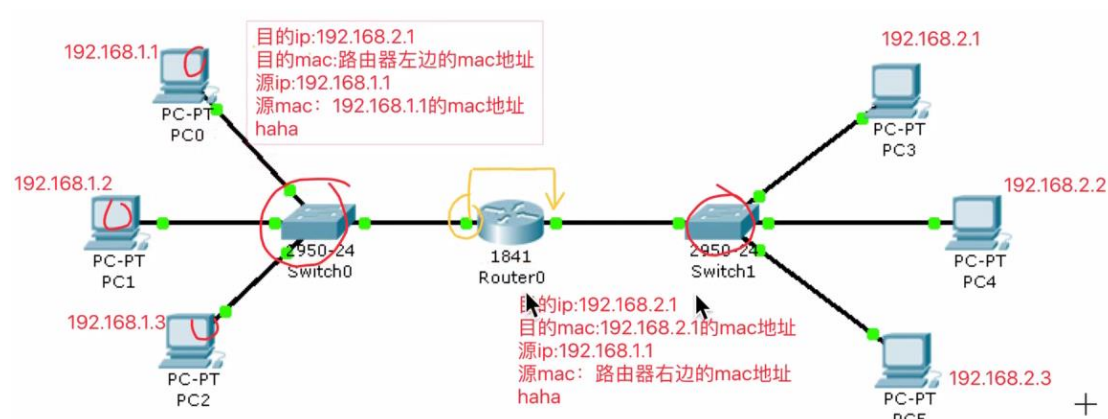 192.168.1.1
目的ip:192.168.2.1
目的mac:路由器左边的mac地址
源ip:192.168.1.1
源mac：192.168.1.1的mac地址
haha
192.168.2.1
PC-PT
PC0
PC-PT
PC3
192.168.1.2
192.168.2.2
PC-PT
PC1
2950-24
Switch0
1841
Router0
2950-24
Switch1
PC-PT
PC4
192.168.1.3
目的ip:192.168.2.1
目的mac:192.168.2.1的mac地址
源ip:192.168.1.1
源mac：路由器右边的mac地址
haha
PC-PT
PC2
192.168.2.3
PC-PT
PC5